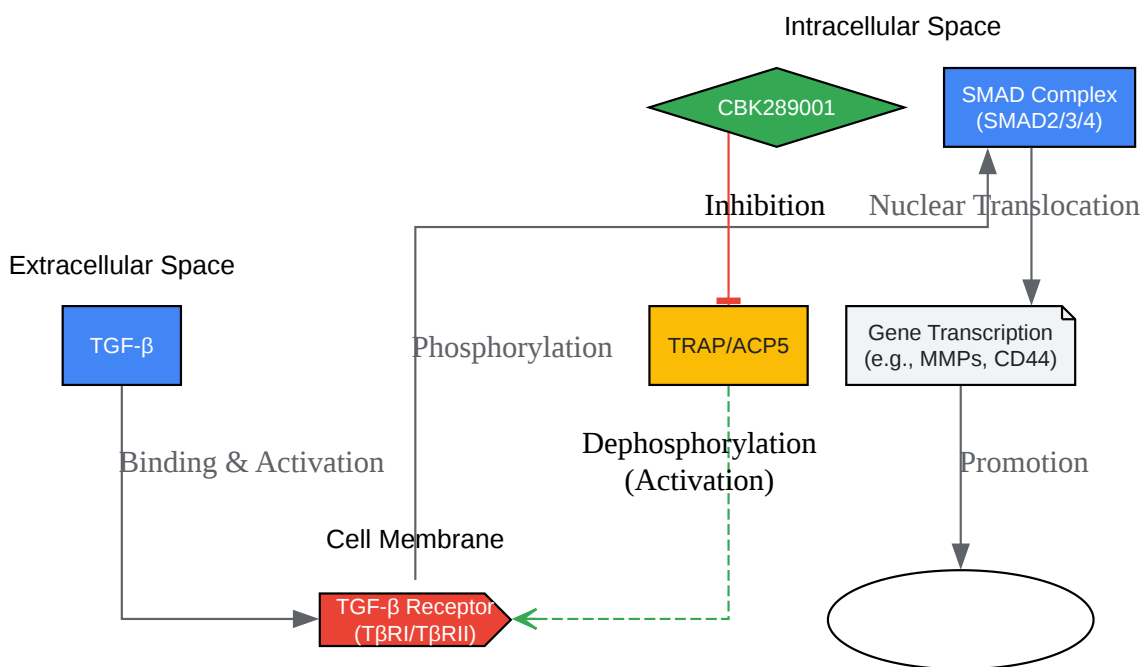 Intracellular Space
CBK289001
SMAD Complex
(SMAD2/3/4)
Inhibition
Nuclear Translocation
Extracellular Space
TGF-β
Phosphorylation
TRAP/ACP5
Gene Transcription
(e.g., MMPs, CD44)
Binding & Activation
Dephosphorylation
(Activation)
Promotion
Cell Membrane
TGF-β Receptor
(TβRI/TβRII)